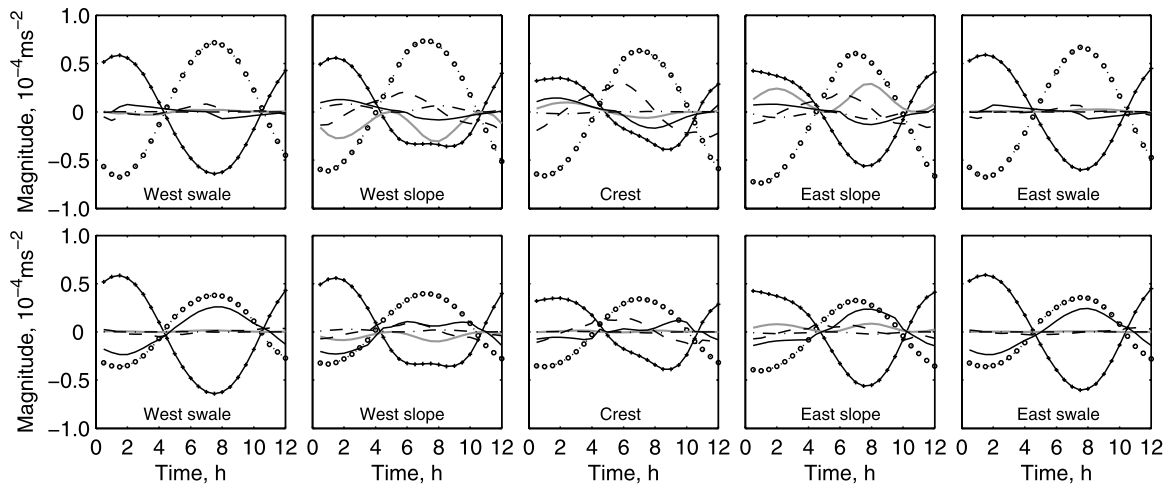 1.0
0.5
0
−0.5
−1.0
Magnitude, 10⁻⁴ms⁻²
West swale
West slope
Crest
East slope
East swale
1.0
0.5
0
−0.5
−1.0
Magnitude, 10⁻⁴ms⁻²
West swale
West slope
Crest
East slope
East swale
0 2 4 6 8 10 12
0 2 4 6 8 10 12
0 2 4 6 8 10 12
0 2 4 6 8 10 12
0 2 4 6 8 10 12
Time, h
Time, h
Time, h
Time, h
Time, h